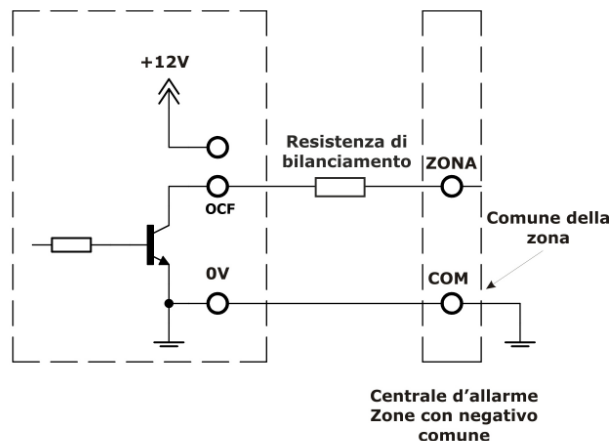 +12V
Resistenza di
bilanciamento
ZONA
OCF
Comune della
zona
0V
COM
Centrale d'allarme
Zone con negativo
comune